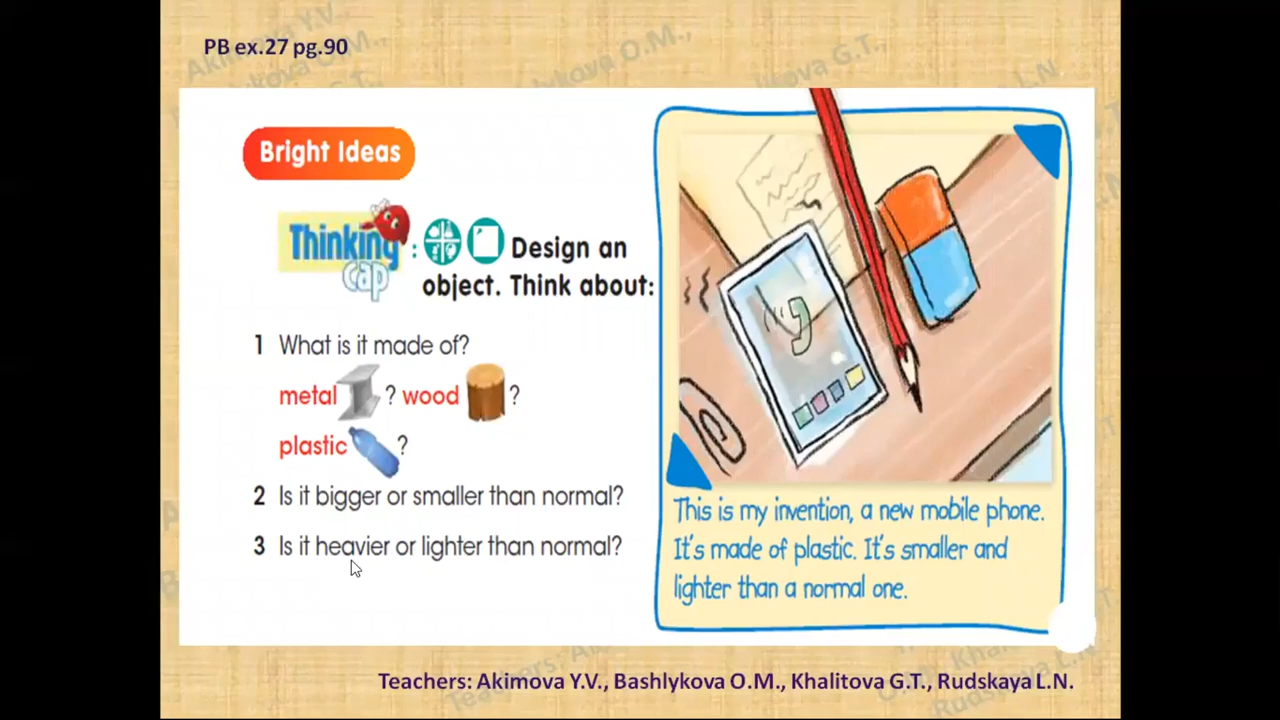 PB ex.27 pg.90
Bright Ideas
Thinking cap : Design an
object. Think about:
1 What is it made of?
metal ? wood ?
plastic ?
2 Is it bigger or smaller than normal?
3 Is it heavier or lighter than normal?
This is my invention, a new mobile phone.
It's made of plastic. It's smaller and
lighter than a normal one.
Teachers: Akimova Y.V., Bashlykova O.M., Khalitova G.T., Rudskaya L.N.